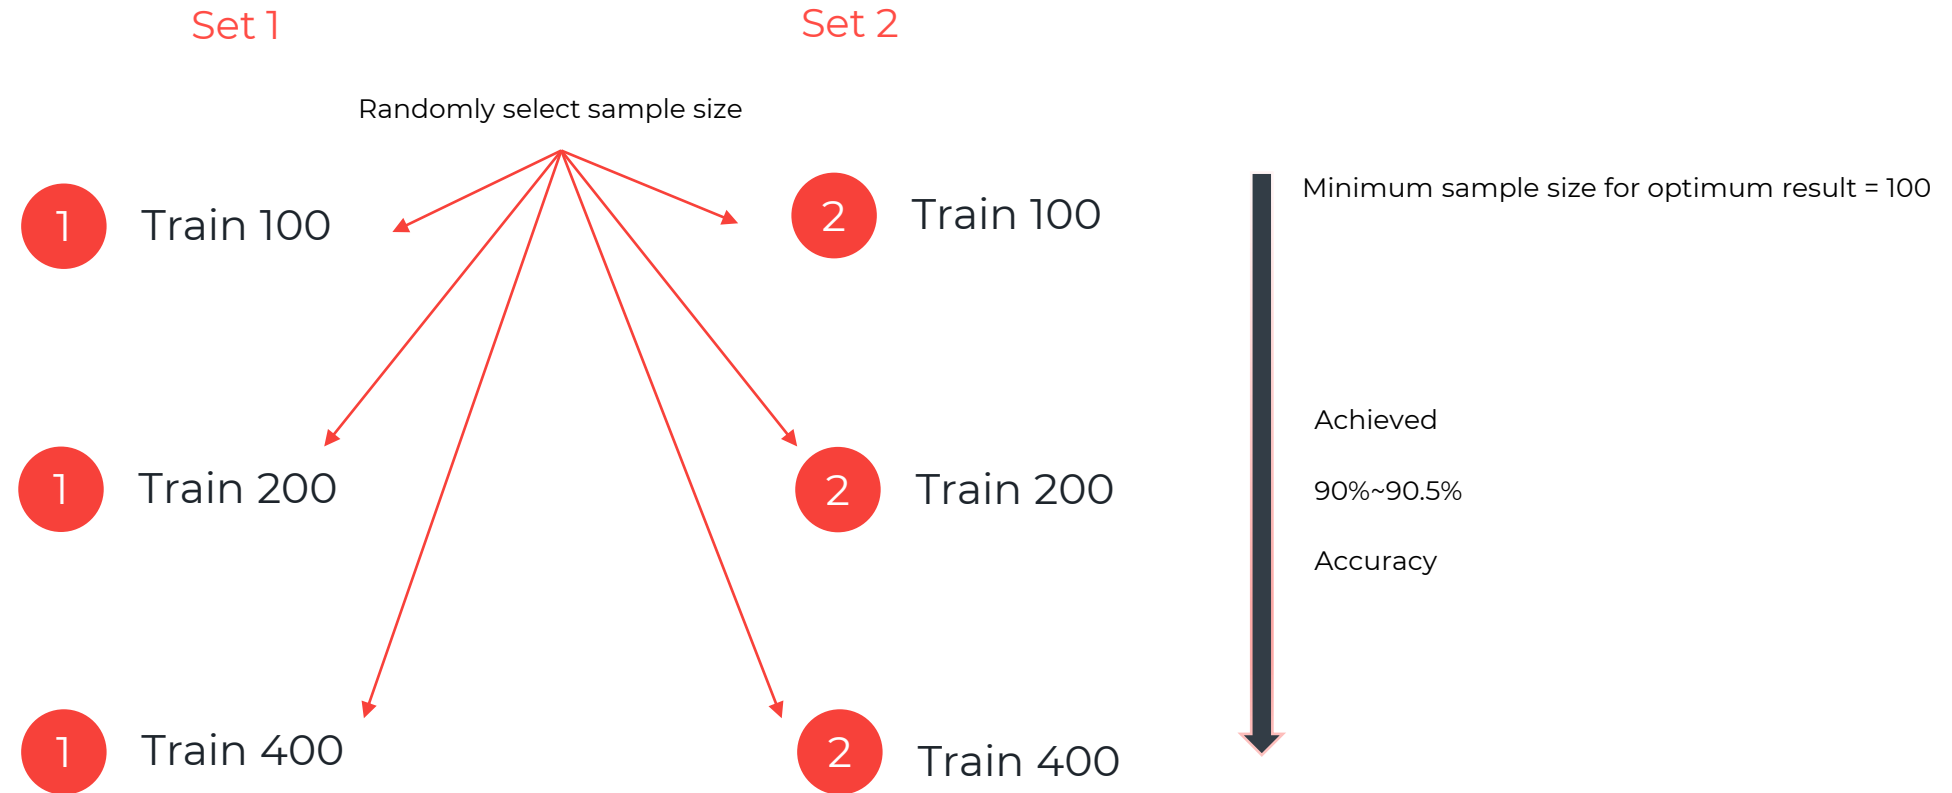 Set 1
Set 2
Randomly select sample size
1 Train 100
2 Train 100
Minimum sample size for optimum result = 100
1 Train 200
2 Train 200
Achieved
90%~90.5%
Accuracy
1 Train 400
2 Train 400